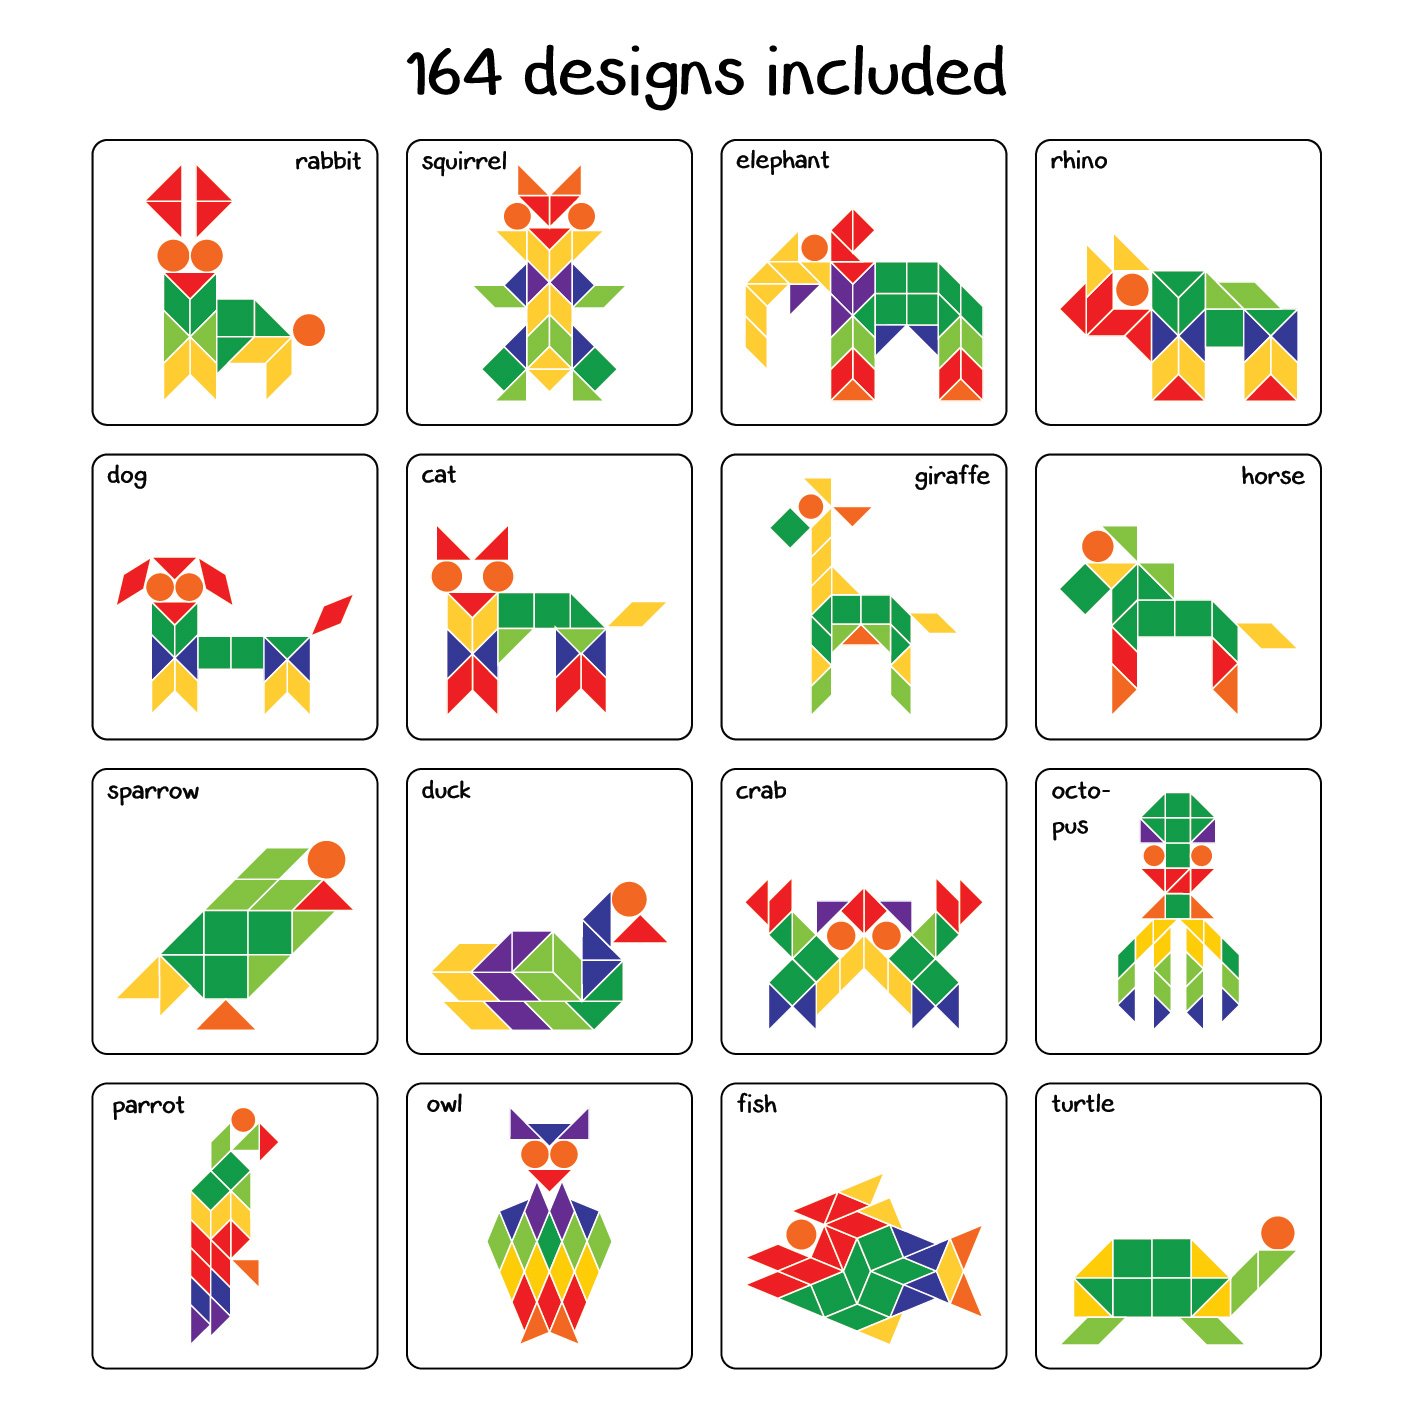 164 designs included
rabbit
squirrel
elephant
rhino
dog
cat
giraffe
horse
sparrow
duck
crab
octo-
pus
parrot
owl
fish
turtle